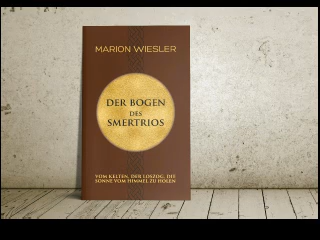 MARION WIESLER
DER BOGEN
DES
SMERTRIOS
VOM KELTEN, DER LOSZOG, DIE
SONNE VOM HIMMEL ZU HOLEN